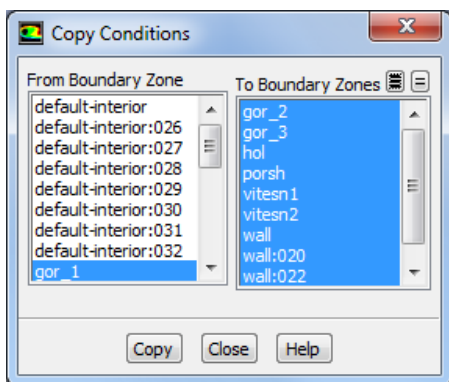 Copy Conditions
From Boundary Zone
default-interior
default-interior:026
default-interior:027
default-interior:028
default-interior:029
default-interior:030
default-interior:031
default-interior:032
gor_1
To Boundary Zones
gor_2
gor_3
hol
porsh
vitesn1
vitesn2
wall
wall:020
wall:022
Copy
Close
Help